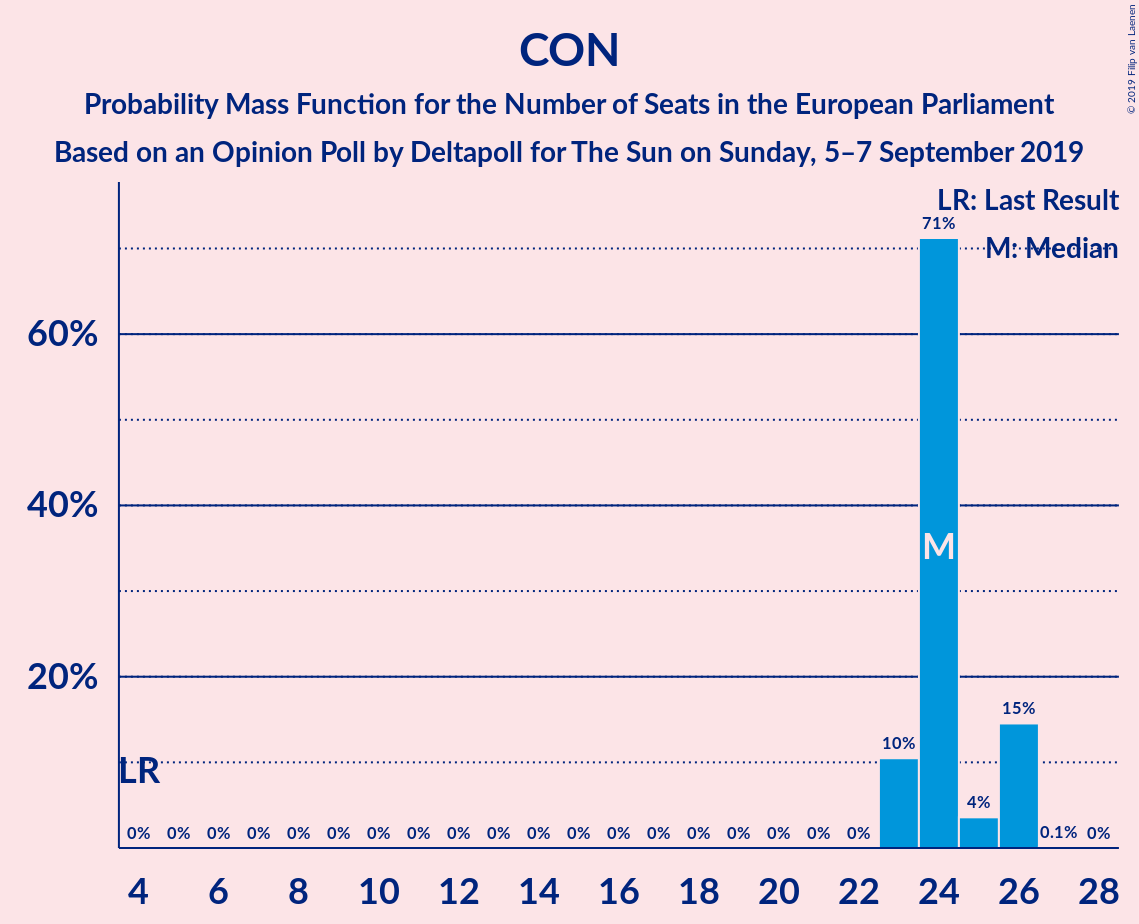 CON
Probability Mass Function for the Number of Seats in the European Parliament
Based on an Opinion Poll by Deltapoll for The Sun on Sunday, 5–7 September 2019
© 2019 Filip van Laenen
LR: Last Result
M: Median
60%
40%
20%
71%
M
15%
10%
4%
LR
0% 0% 0% 0% 0% 0% 0% 0% 0% 0% 0% 0% 0% 0% 0% 0% 0% 0% 0% 0.1% 0%
4 6 8 10 12 14 16 18 20 22 24 26 28